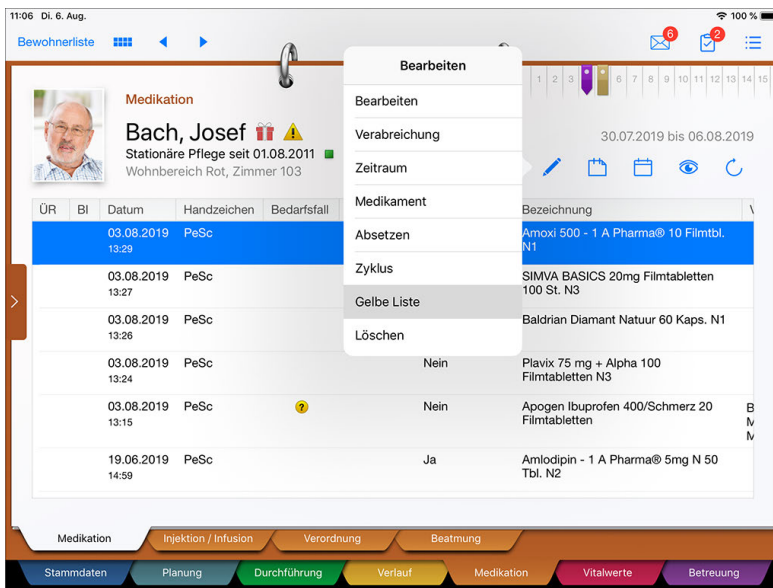 11:06 Di. 6. Aug.
100 %
Bewohnerliste
6
2
Bearbeiten
Bearbeiten
Verabreichung
Zeitraum
Medikament
Absetzen
Zyklus
Gelbe Liste
Löschen
1 2 3 6 7 8 9 10 11 12 13 14 15
Medikation
Bach, Josef
Stationäre Pflege seit 01.08.2011
Wohnbereich Rot, Zimmer 103
30.07.2019 bis 06.08.2019
ÜR BI Datum Handzeichen Bedarfsfall Bezeichnung
03.08.2019 PeSc Amoxi 500 - 1 A Pharma® 10 Filmtbl.
13:29 N1
03.08.2019 PeSc SIMVA BASICS 20mg Filmtabletten
13:27 100 St. N3
03.08.2019 PeSc Baldrian Diamant Natuur 60 Kaps. N1
13:26
03.08.2019 PeSc Nein Plavix 75 mg + Alpha 100
13:24 Filmtabletten N3
03.08.2019 PeSc ? Nein Apogen Ibuprofen 400/Schmerz 20
13:15 Filmtabletten
19.06.2019 PeSc Ja Amlodipin - 1 A Pharma® 5mg N 50
14:59 Tbl. N2
Medikation Injektion / Infusion Verordnung Beatmung
Stammdaten Planung Durchführung Verlauf Medikation Vitalwerte Betreuung